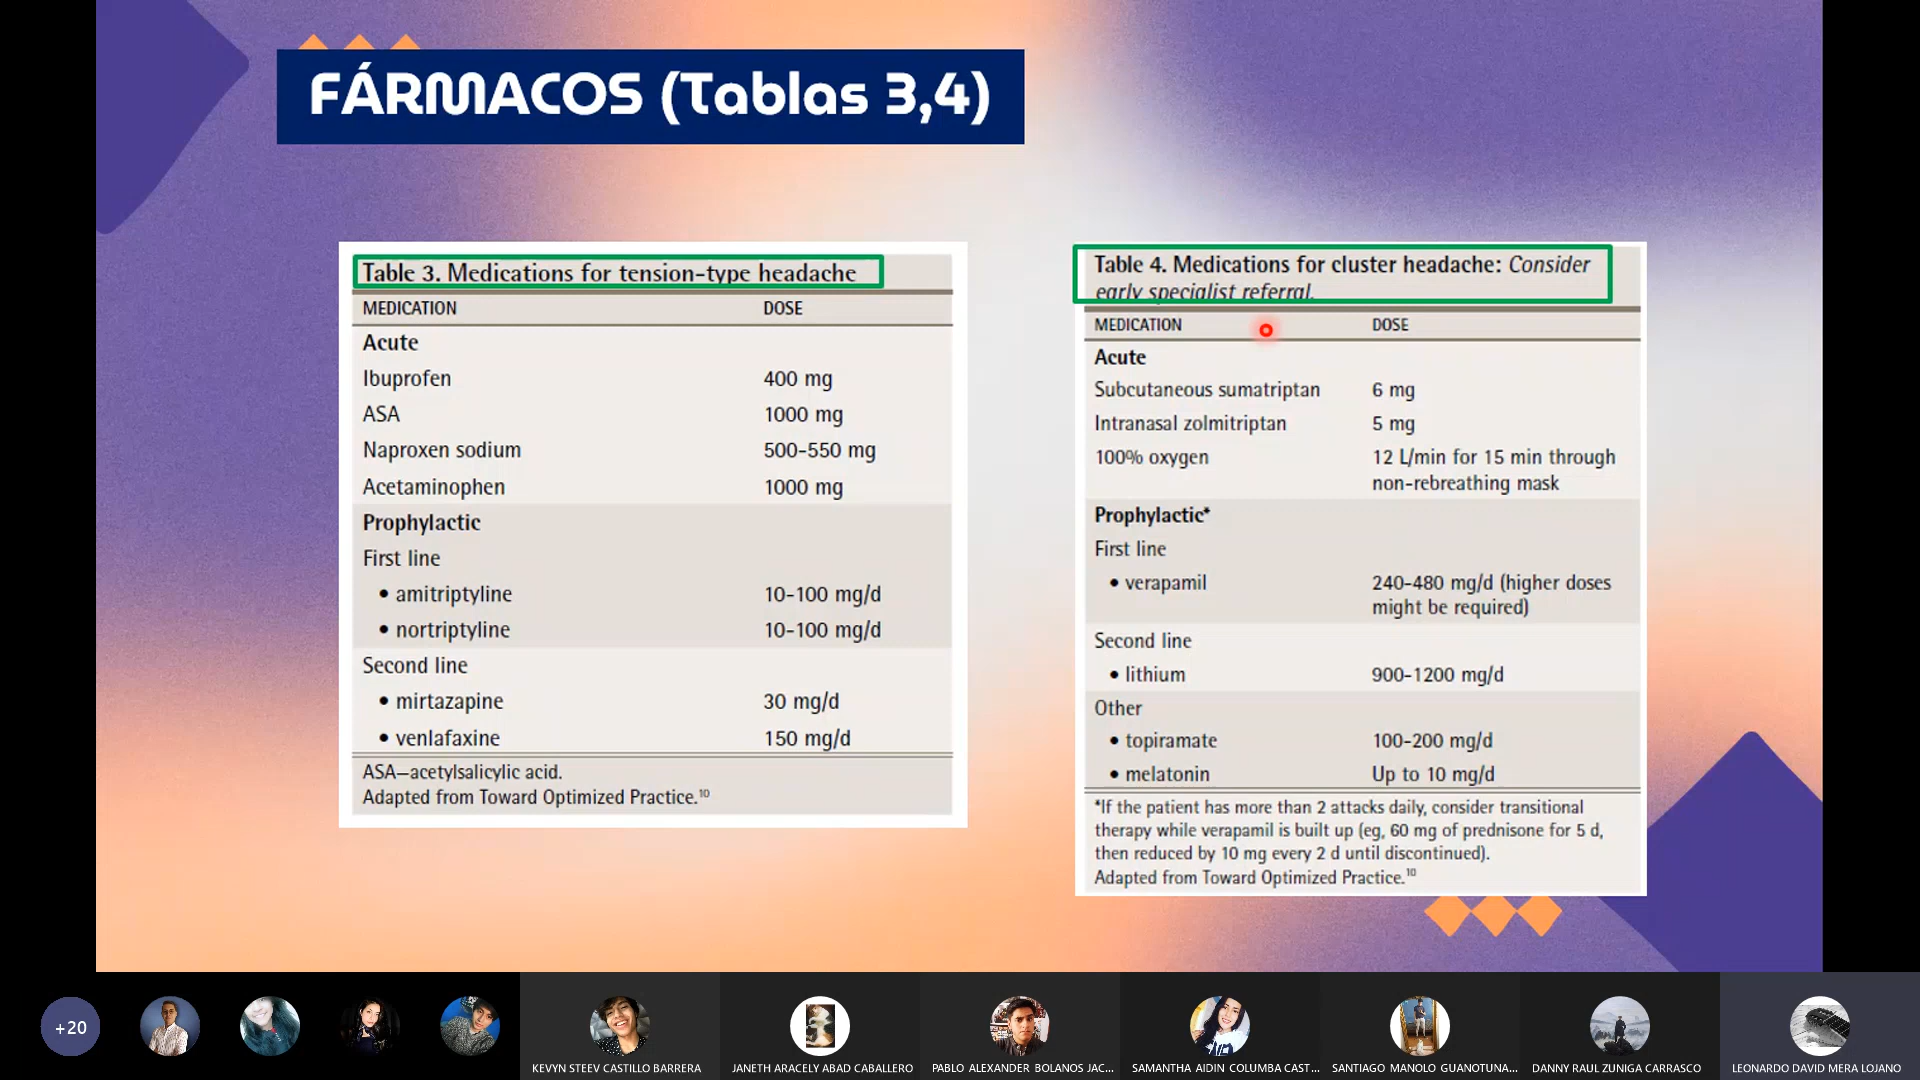 FÁRMACOS (Tablas 3,4)
Table 3. Medications for tension-type headache
MEDICATION DOSE
Acute
Ibuprofen 400 mg
ASA 1000 mg
Naproxen sodium 500-550 mg
Acetaminophen 1000 mg
Prophylactic
First line
• amitriptyline 10-100 mg/d
• nortriptyline 10-100 mg/d
Second line
• mirtazapine 30 mg/d
• venlafaxine 150 mg/d
ASA—acetylsalicylic acid.
Adapted from Toward Optimized Practice.¹⁰
Table 4. Medications for cluster headache: Consider
early specialist referral.
MEDICATION DOSE
Acute
Subcutaneous sumatriptan 6 mg
Intranasal zolmitriptan 5 mg
100% oxygen 12 L/min for 15 min through
non-rebreathing mask
Prophylactic*
First line
• verapamil 240-480 mg/d (higher doses
might be required)
Second line
• lithium 900-1200 mg/d
Other
• topiramate 100-200 mg/d
• melatonin Up to 10 mg/d
*If the patient has more than 2 attacks daily, consider transitional
therapy while verapamil is built up (eg, 60 mg of prednisone for 5 d,
then reduced by 10 mg every 2 d until discontinued).
Adapted from Toward Optimized Practice.¹⁰
+20
KEVYN STEEV CASTILLO BARRERA
JANETH ARACELY ABAD CABALLERO
PABLO ALEXANDER BOLANOS JAC...
SAMANTHA AIDIN COLUMBA CAST...
SANTIAGO MANOLO GUANOTUNA...
DANNY RAUL ZUNIGA CARRASCO
LEONARDO DAVID MERA LOJANO